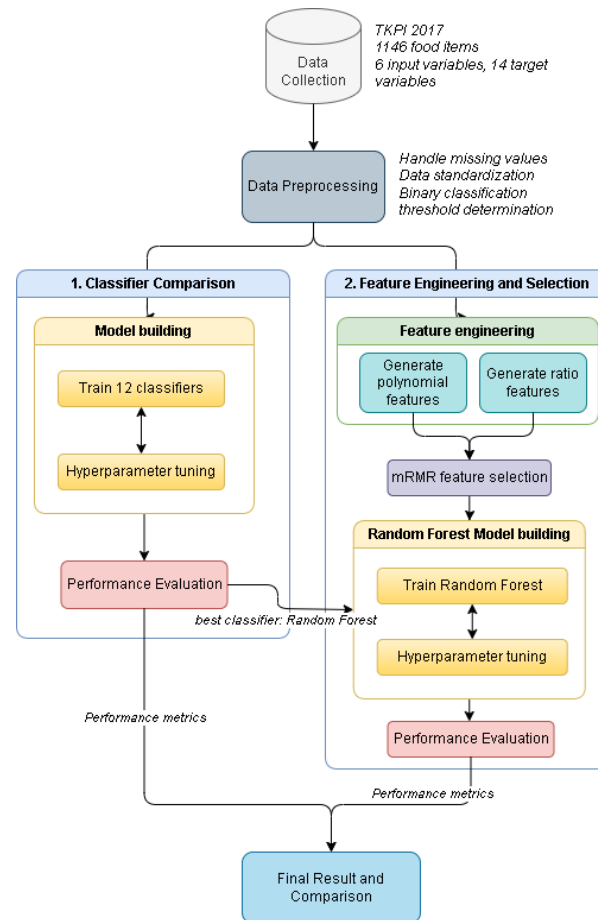 Data
Collection
TKPI 2017
1146 food items
6 input variables, 14 target
variables
Data Preprocessing
Handle missing values
Data standardization
Binary classification
threshold determination
1. Classifier Comparison
Model building
Train 12 classifiers
Hyperparameter tuning
Performance Evaluation
2. Feature Engineering and Selection
Feature engineering
Generate
polynomial
features
Generate ratio
features
mRMR feature selection
Random Forest Model building
Train Random Forest
Hyperparameter tuning
best classifier: Random Forest
Performance Evaluation
Performance metrics
Performance metrics
Final Result and
Comparison